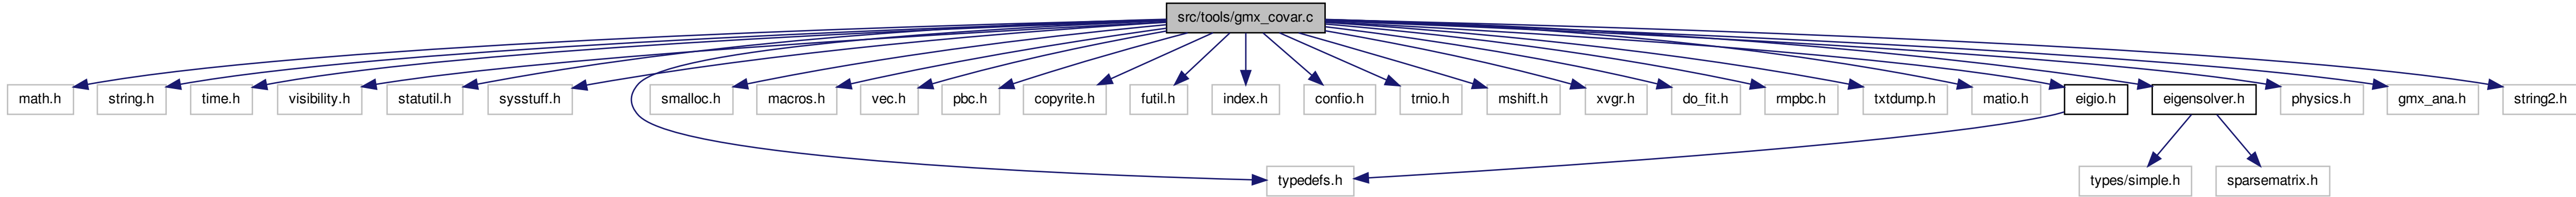 src/tools/gmx_covar.c
math.h
string.h
time.h
visibility.h
statutil.h
sysstuff.h
smalloc.h
macros.h
vec.h
pbc.h
copyrite.h
futil.h
index.h
confio.h
trnio.h
mshift.h
xvgr.h
do_fit.h
rmpbc.h
txtdump.h
matio.h
eigio.h
eigensolver.h
physics.h
gmx_ana.h
string2.h
typedefs.h
types/simple.h
sparsematrix.h